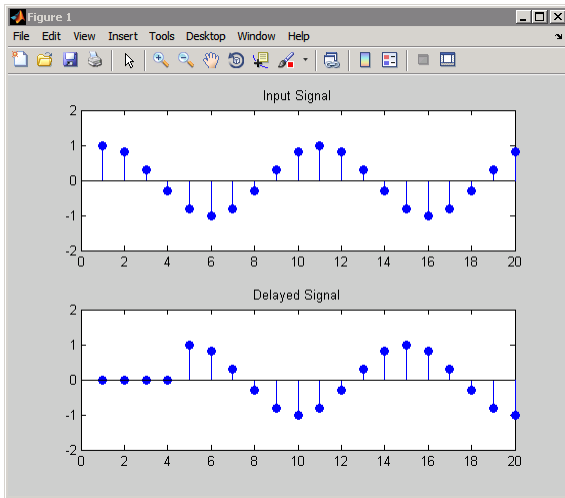 Figure 1
File Edit View Insert Tools Desktop Window Help
Input Signal
2
1
0
-1
-2
0 2 4 6 8 10 12 14 16 18 20
Delayed Signal
2
1
0
-1
-2
0 2 4 6 8 10 12 14 16 18 20